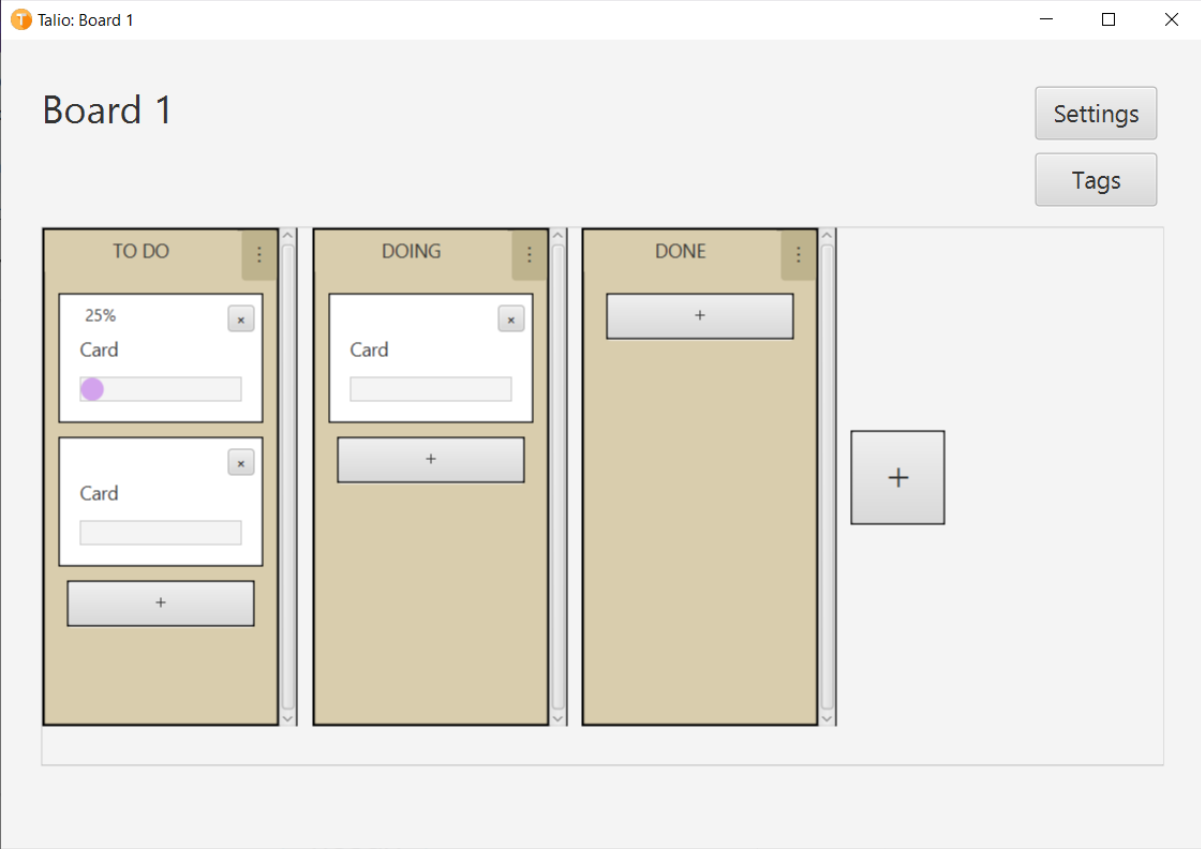 T Talio: Board 1
Board 1
Settings
Tags
TO DO
⋮
25%
×
Card
×
Card
+
DOING
⋮
×
Card
+
DONE
⋮
+
+